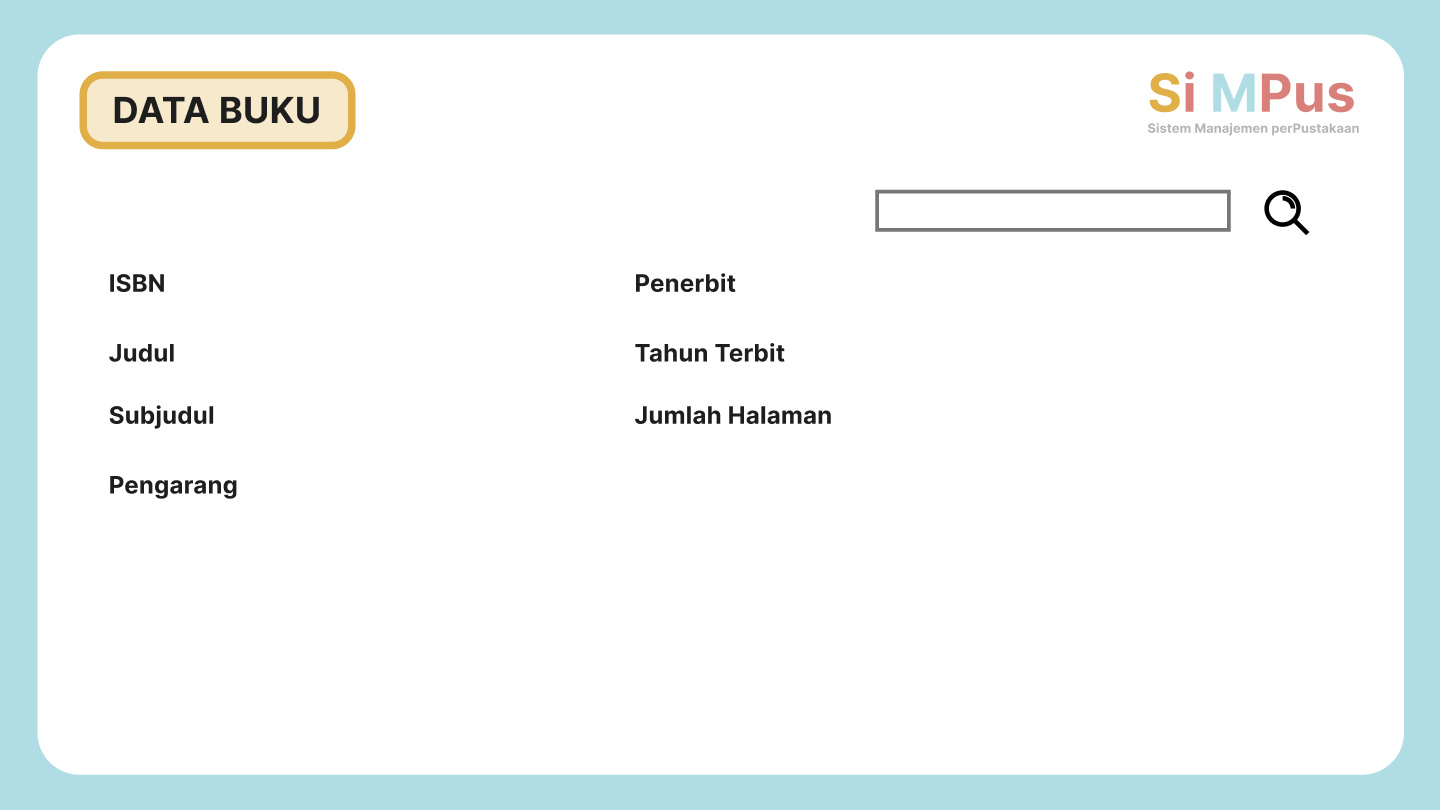 DATA BUKU
Si MPus
Sistem Manajemen perPustakaan
ISBN
Penerbit
Judul
Tahun Terbit
Subjudul
Jumlah Halaman
Pengarang